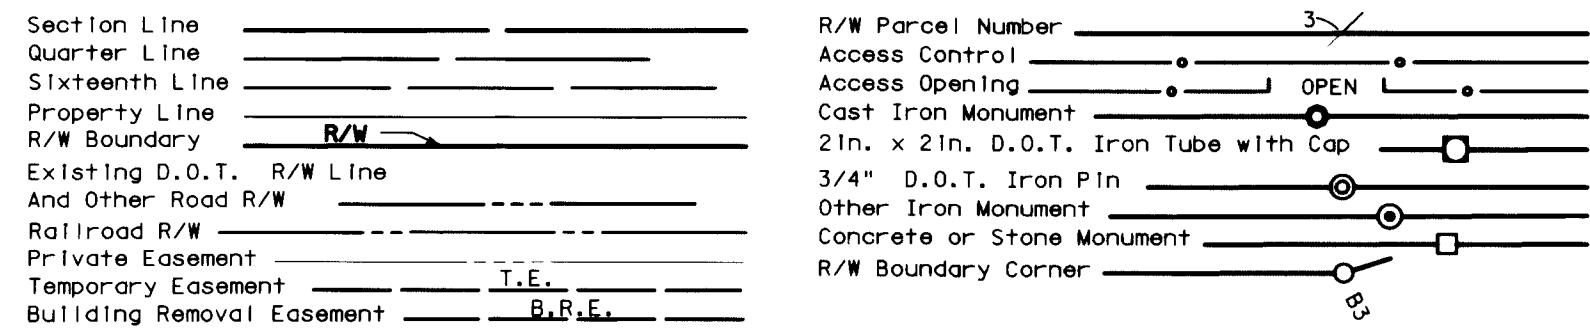 Section Line
Quarter Line
Sixteenth Line
Property Line
R/W Boundary R/W
Existing D.O.T. R/W Line
And Other Road R/W
Railroad R/W
Private Easement
Temporary Easement T.E.
Building Removal Easement B.R.E.
R/W Parcel Number 3
Access Control
Access Opening OPEN
Cast Iron Monument
2in. x 2in. D.O.T. Iron Tube with Cap
3/4" D.O.T. Iron Pin
Other Iron Monument
Concrete or Stone Monument
R/W Boundary Corner
B3